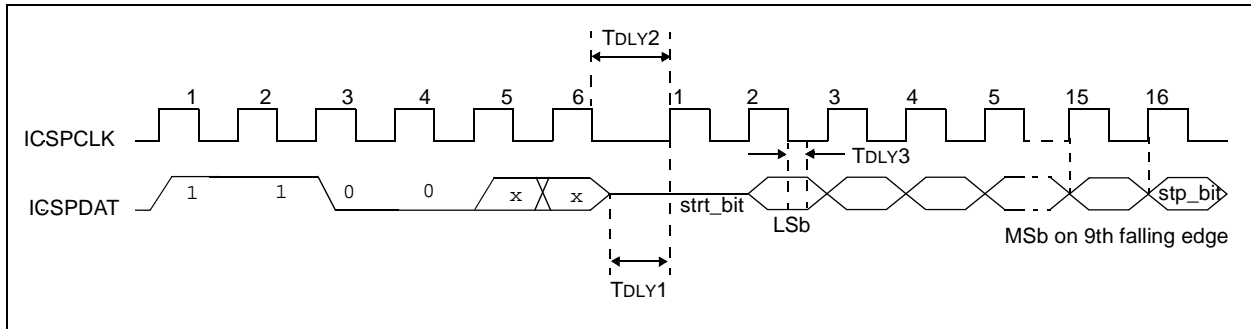 TDLY2
1 2 3 4 5 6 1 2 3 4 5 15 16
ICSPCLK
TDLY3
ICSPDAT
1 1 0 0 x x
strt_bit
stp_bit
LSb
MSb on 9th falling edge
TDLY1